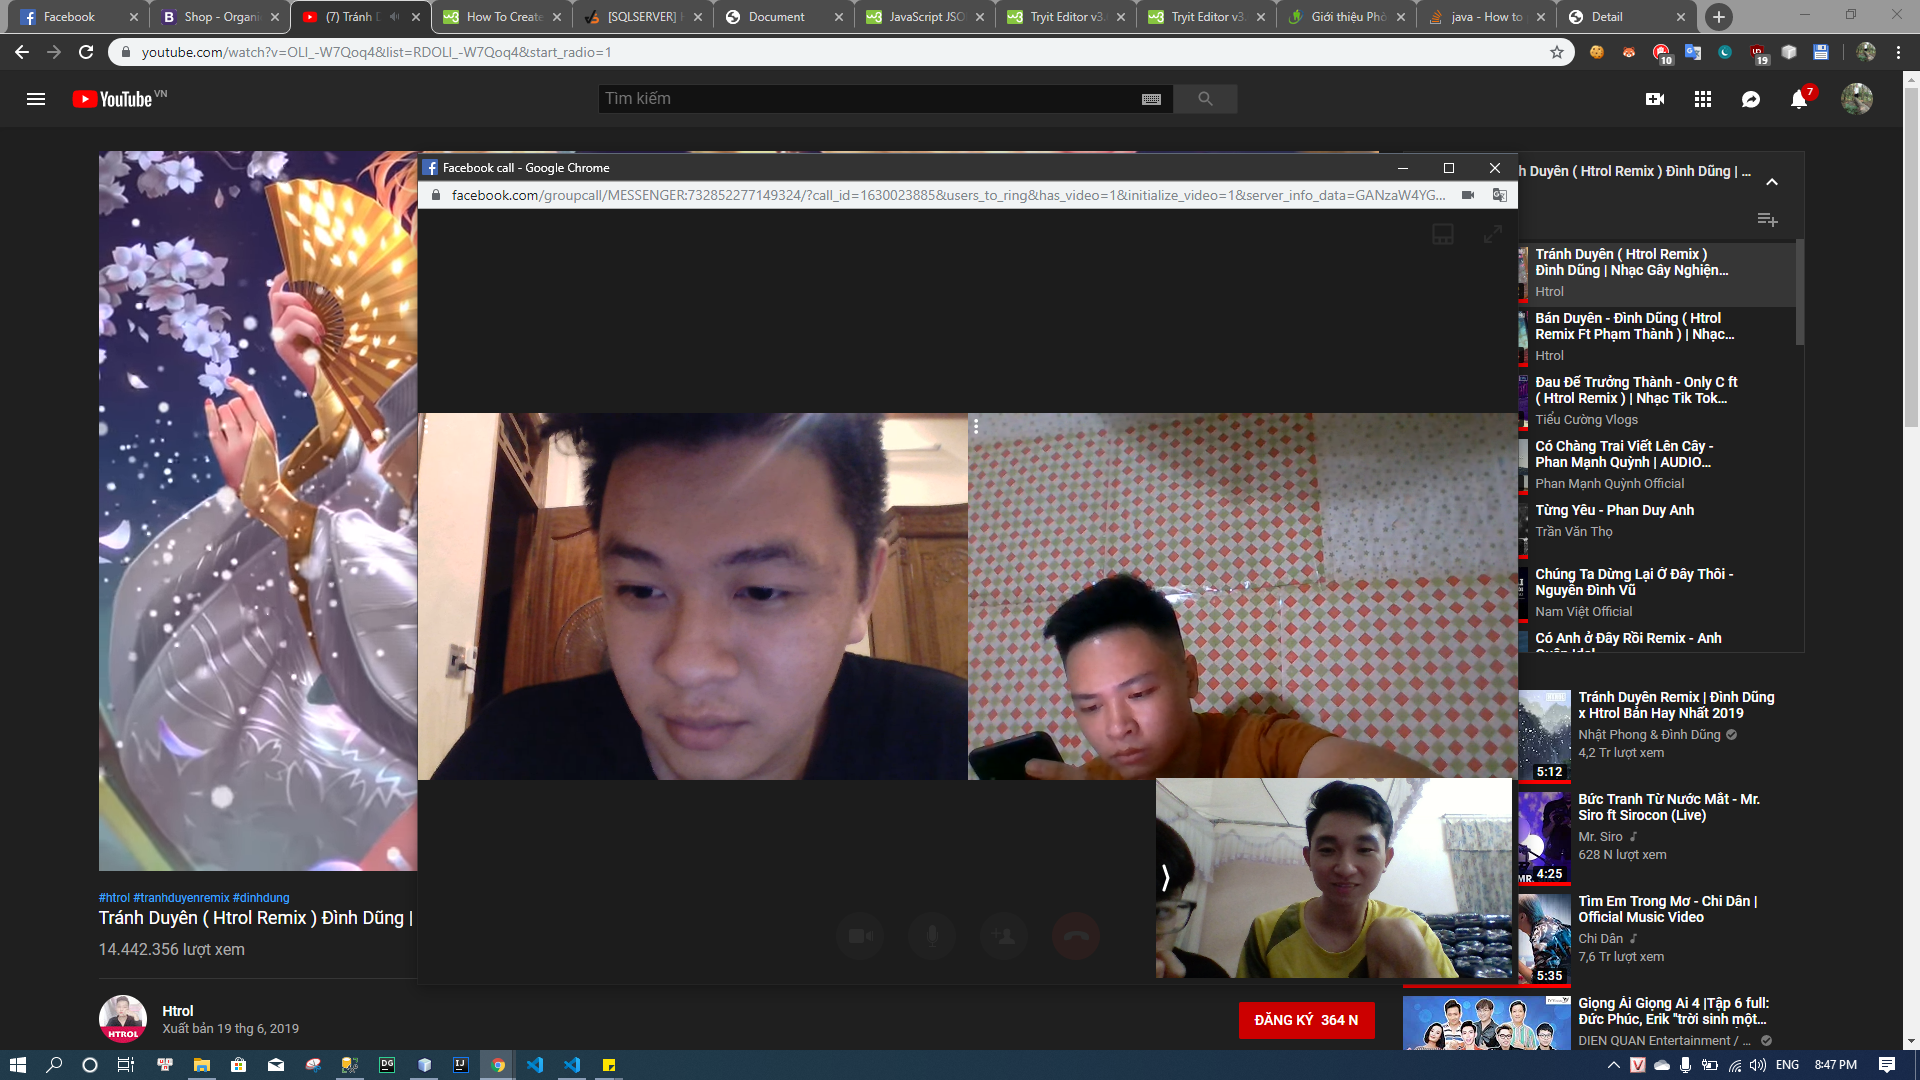 Facebook
Shop - Organi
(7) Tránh D
How To Create
[SQLSERVER]
Document
JavaScript JSO
Tryit Editor v3.
Tryit Editor v3.
Giới thiệu Phò
java - How to
Detail
youtube.com/watch?v=OLI_-W7Qoq4&list=RDOLI_-W7Qoq4&start_radio=1
10
19
YouTube VN
Tìm kiếm
7
Facebook call - Google Chrome
facebook.com/groupcall/MESSENGER:732852277149324/?call_id=1630023885&users_to_ring&has_video=1&initialize_video=1&server_info_data=GANzaW4YG...
h Duyên ( Htrol Remix ) Đình Dũng | ...
Tránh Duyên ( Htrol Remix )
Đình Dũng | Nhạc Gây Nghiện...
Htrol
Bán Duyên - Đình Dũng ( Htrol
Remix Ft Phạm Thành ) | Nhạc...
Htrol
Đau Để Trưởng Thành - Only C ft
( Htrol Remix ) | Nhạc Tik Tok...
Tiểu Cường Vlogs
Có Chàng Trai Viết Lên Cây -
Phan Mạnh Quỳnh | AUDIO...
Phan Mạnh Quỳnh Official
Từng Yêu - Phan Duy Anh
Trần Văn Thọ
Chúng Ta Dừng Lại Ở Đây Thôi -
Nguyễn Đình Vũ
Nam Việt Official
Có Anh ở Đây Rồi Remix - Anh
Tránh Duyên Remix | Đình Dũng
x Htrol Bản Hay Nhất 2019
Nhật Phong & Đình Dũng
4,2 Tr lượt xem
5:12
Bức Tranh Từ Nước Mắt - Mr.
Siro ft Sirocon (Live)
Mr. Siro
628 N lượt xem
4:25
MR.
Tìm Em Trong Mơ - Chi Dân |
Official Music Video
Chi Dân
7,6 Tr lượt xem
5:35
Giọng Ải Giọng Ai 4 |Tập 6 full:
Đức Phúc, Erik "trời sinh một...
DIEN QUAN Entertainment / ...
#htrol #tranhduyenremix #dinhdung
Tránh Duyên ( Htrol Remix ) Đình Dũng |
14.442.356 lượt xem
HTROL
Htrol
Xuất bản 19 thg 6, 2019
ĐĂNG KÝ 364 N
DG
IJ
ENG
8:47 PM